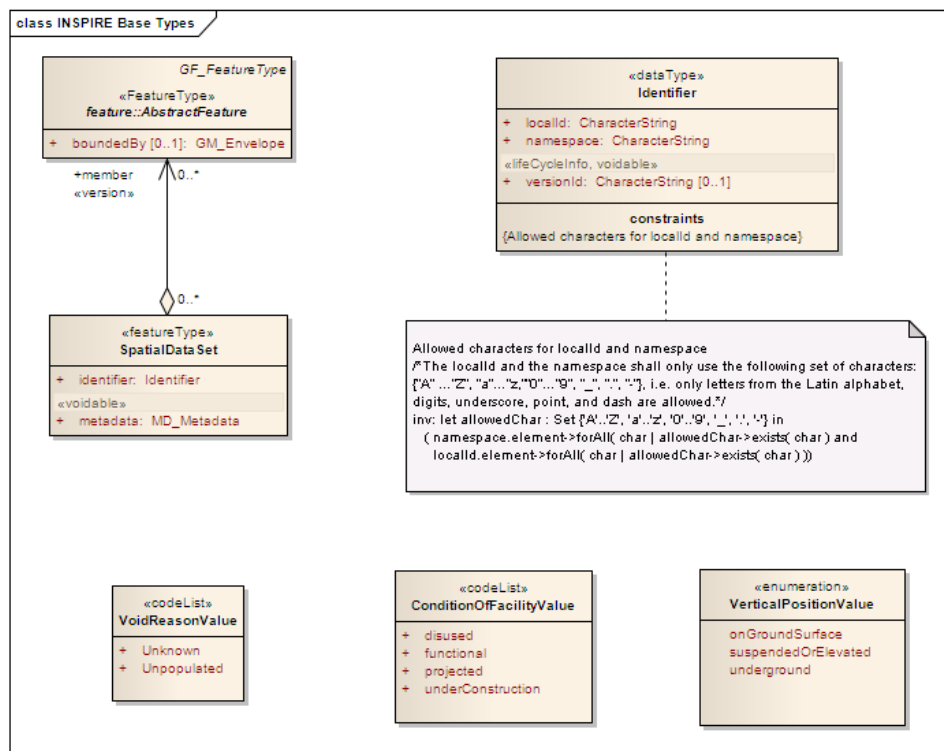 class INSPIRE Base Types
GF_FeatureType
«FeatureType»
feature::AbstractFeature
+ boundedBy [0..1]: GM_Envelope
+member
«version»
0..*
0..*
«featureType»
SpatialDataSet
+ identifier: Identifier
«voidable»
+ metadata: MD_Metadata
«dataType»
Identifier
+ localId: CharacterString
+ namespace: CharacterString
«lifeCycleInfo, voidable»
+ versionId: CharacterString [0..1]
constraints
{Allowed characters for localId and namespace}
Allowed characters for localId and namespace
/*The localId and the namespace shall only use the following set of characters:
{"A" ..."Z", "a"..."z,""0"..."9", "_", ".", "-"}, i.e. only letters from the Latin alphabet,
digits, underscore, point, and dash are allowed.*/
inv: let allowedChar : Set {'A'..'Z', 'a'..'z', '0'..'9', '_', '.', '-'} in
( namespace.element->forAll( char | allowedChar->exists( char ) and
localId.element->forAll( char | allowedChar->exists( char ) ))
«codeList»
VoidReasonValue
+ Unknown
+ Unpopulated
«codeList»
ConditionOfFacilityValue
+ disused
+ functional
+ projected
+ underConstruction
«enumeration»
VerticalPositionValue
onGroundSurface
suspendedOrElevated
underground